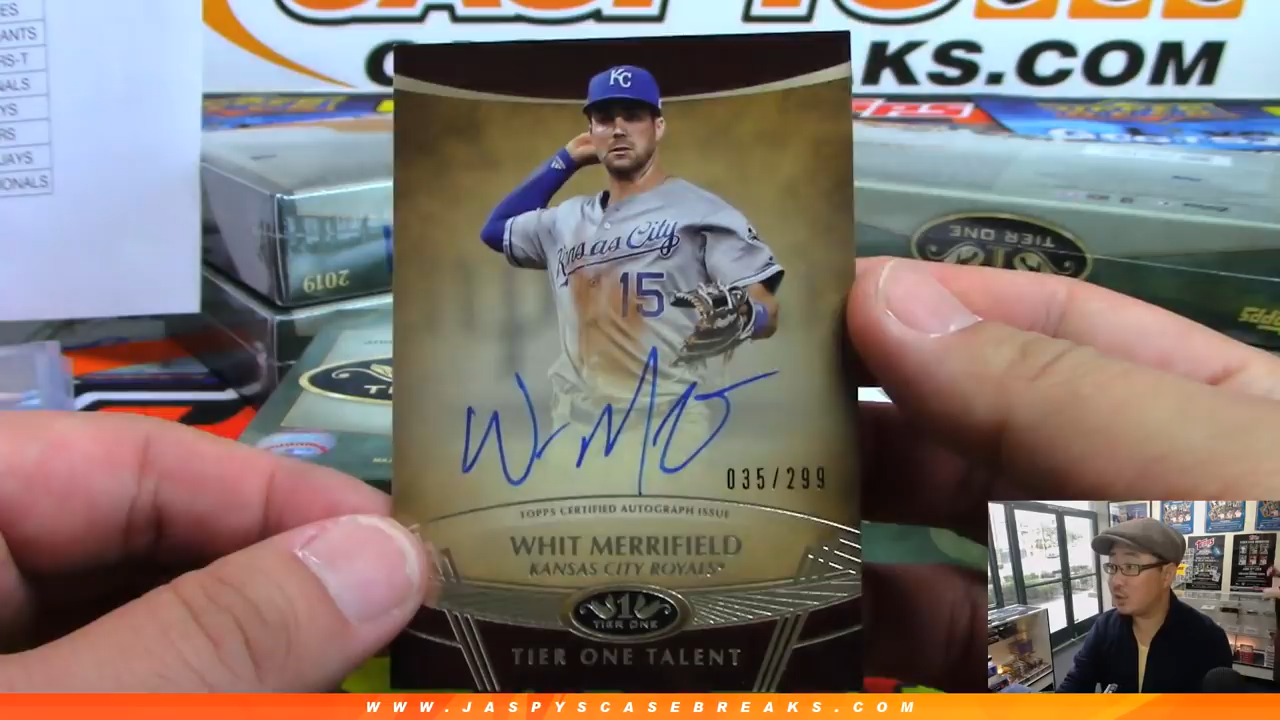 ES
ANTS
RS-T
NALS
YS
RS
JAYS
IONALS
KS.COM
KC
Kansas City
15
2019
TIER ONE
035/299
TOPPS CERTIFIED AUTOGRAPH ISSUE
WHIT MERRIFIELD
KANSAS CITY ROYALS
1
TIER ONE
TIER ONE TALENT
WWW.JASPYSCASEBREAKS.COM